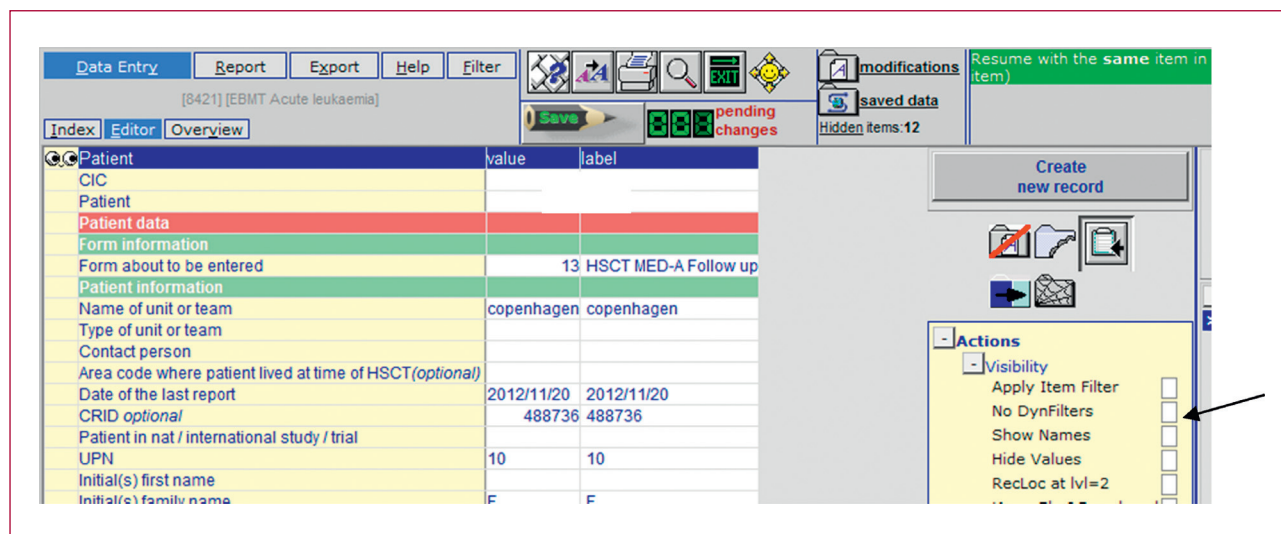 Data Entry Report Export Help Filter
[8421] [EBMT Acute leukaemia]
Index Editor Overview
EXIT
Save
888 pending changes
modifications
saved data
Hidden items:12
Resume with the same item in
item)
Patient value label
CIC
Patient
Patient data
Form information
Form about to be entered 13 HSCT MED-A Follow up
Patient information
Name of unit or team copenhagen copenhagen
Type of unit or team
Contact person
Area code where patient lived at time of HSCT(optional)
Date of the last report 2012/11/20 2012/11/20
CRID optional 488736 488736
Patient in nat / international study / trial
UPN 10 10
Initial(s) first name
Initial(s) family name
Create
new record
- Actions
- Visibility
Apply Item Filter
No DynFilters
Show Names
Hide Values
RecLoc at lvl=2